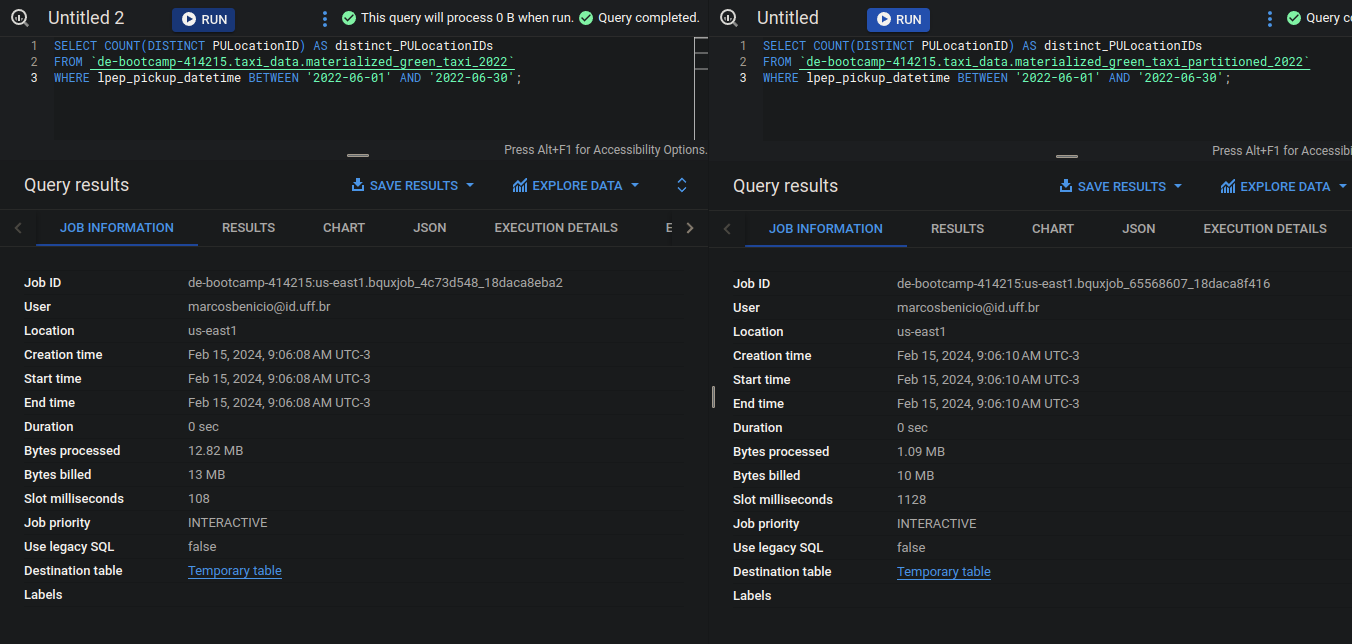 Untitled 2
RUN
This query will process 0 B when run.
Query completed.
1 SELECT COUNT(DISTINCT PULocationID) AS distinct_PULocationIDs
2 FROM `de-bootcamp-414215.taxi_data.materialized_green_taxi_2022`
3 WHERE lpep_pickup_datetime BETWEEN '2022-06-01' AND '2022-06-30';
Press Alt+F1 for Accessibility Options.
Query results
SAVE RESULTS
EXPLORE DATA
JOB INFORMATION
RESULTS
CHART
JSON
EXECUTION DETAILS
E
Job ID de-bootcamp-414215:us-east1.bquxjob_4c73d548_18daca8eba2
User marcosbenicio@id.uff.br
Location us-east1
Creation time Feb 15, 2024, 9:06:08 AM UTC-3
Start time Feb 15, 2024, 9:06:08 AM UTC-3
End time Feb 15, 2024, 9:06:08 AM UTC-3
Duration 0 sec
Bytes processed 12.82 MB
Bytes billed 13 MB
Slot milliseconds 108
Job priority INTERACTIVE
Use legacy SQL false
Destination table Temporary table
Labels
Untitled
RUN
Query co
1 SELECT COUNT(DISTINCT PULocationID) AS distinct_PULocationIDs
2 FROM `de-bootcamp-414215.taxi_data.materialized_green_taxi_partitioned_2022`
3 WHERE lpep_pickup_datetime BETWEEN '2022-06-01' AND '2022-06-30';
Press Alt+F1 for Accessibi
Query results
SAVE RESULTS
EXPLORE DATA
JOB INFORMATION
RESULTS
CHART
JSON
EXECUTION DETAILS
Job ID de-bootcamp-414215:us-east1.bquxjob_65568607_18daca8f416
User marcosbenicio@id.uff.br
Location us-east1
Creation time Feb 15, 2024, 9:06:10 AM UTC-3
Start time Feb 15, 2024, 9:06:10 AM UTC-3
End time Feb 15, 2024, 9:06:10 AM UTC-3
Duration 0 sec
Bytes processed 1.09 MB
Bytes billed 10 MB
Slot milliseconds 1128
Job priority INTERACTIVE
Use legacy SQL false
Destination table Temporary table
Labels